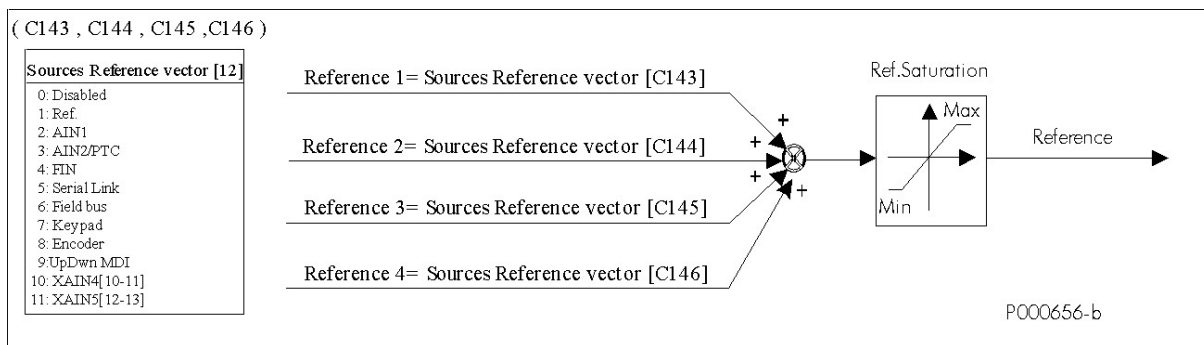 ( C143 , C144 , C145 ,C146 )
Sources Reference vector [12]
0: Disabled
1: Ref.
2: AIN1
3: AIN2/PTC
4: FIN
5: Serial Link
6: Field bus
7: Keypad
8: Encoder
9:UpDwn MDI
10: XAIN4[10-11]
11: XAIN5[12-13]
Reference 1= Sources Reference vector [C143]
Reference 2= Sources Reference vector [C144]
Reference 3= Sources Reference vector [C145]
Reference 4= Sources Reference vector [C146]
+
+
+
+
Ref.Saturation
Max
Min
Reference
P000656-b